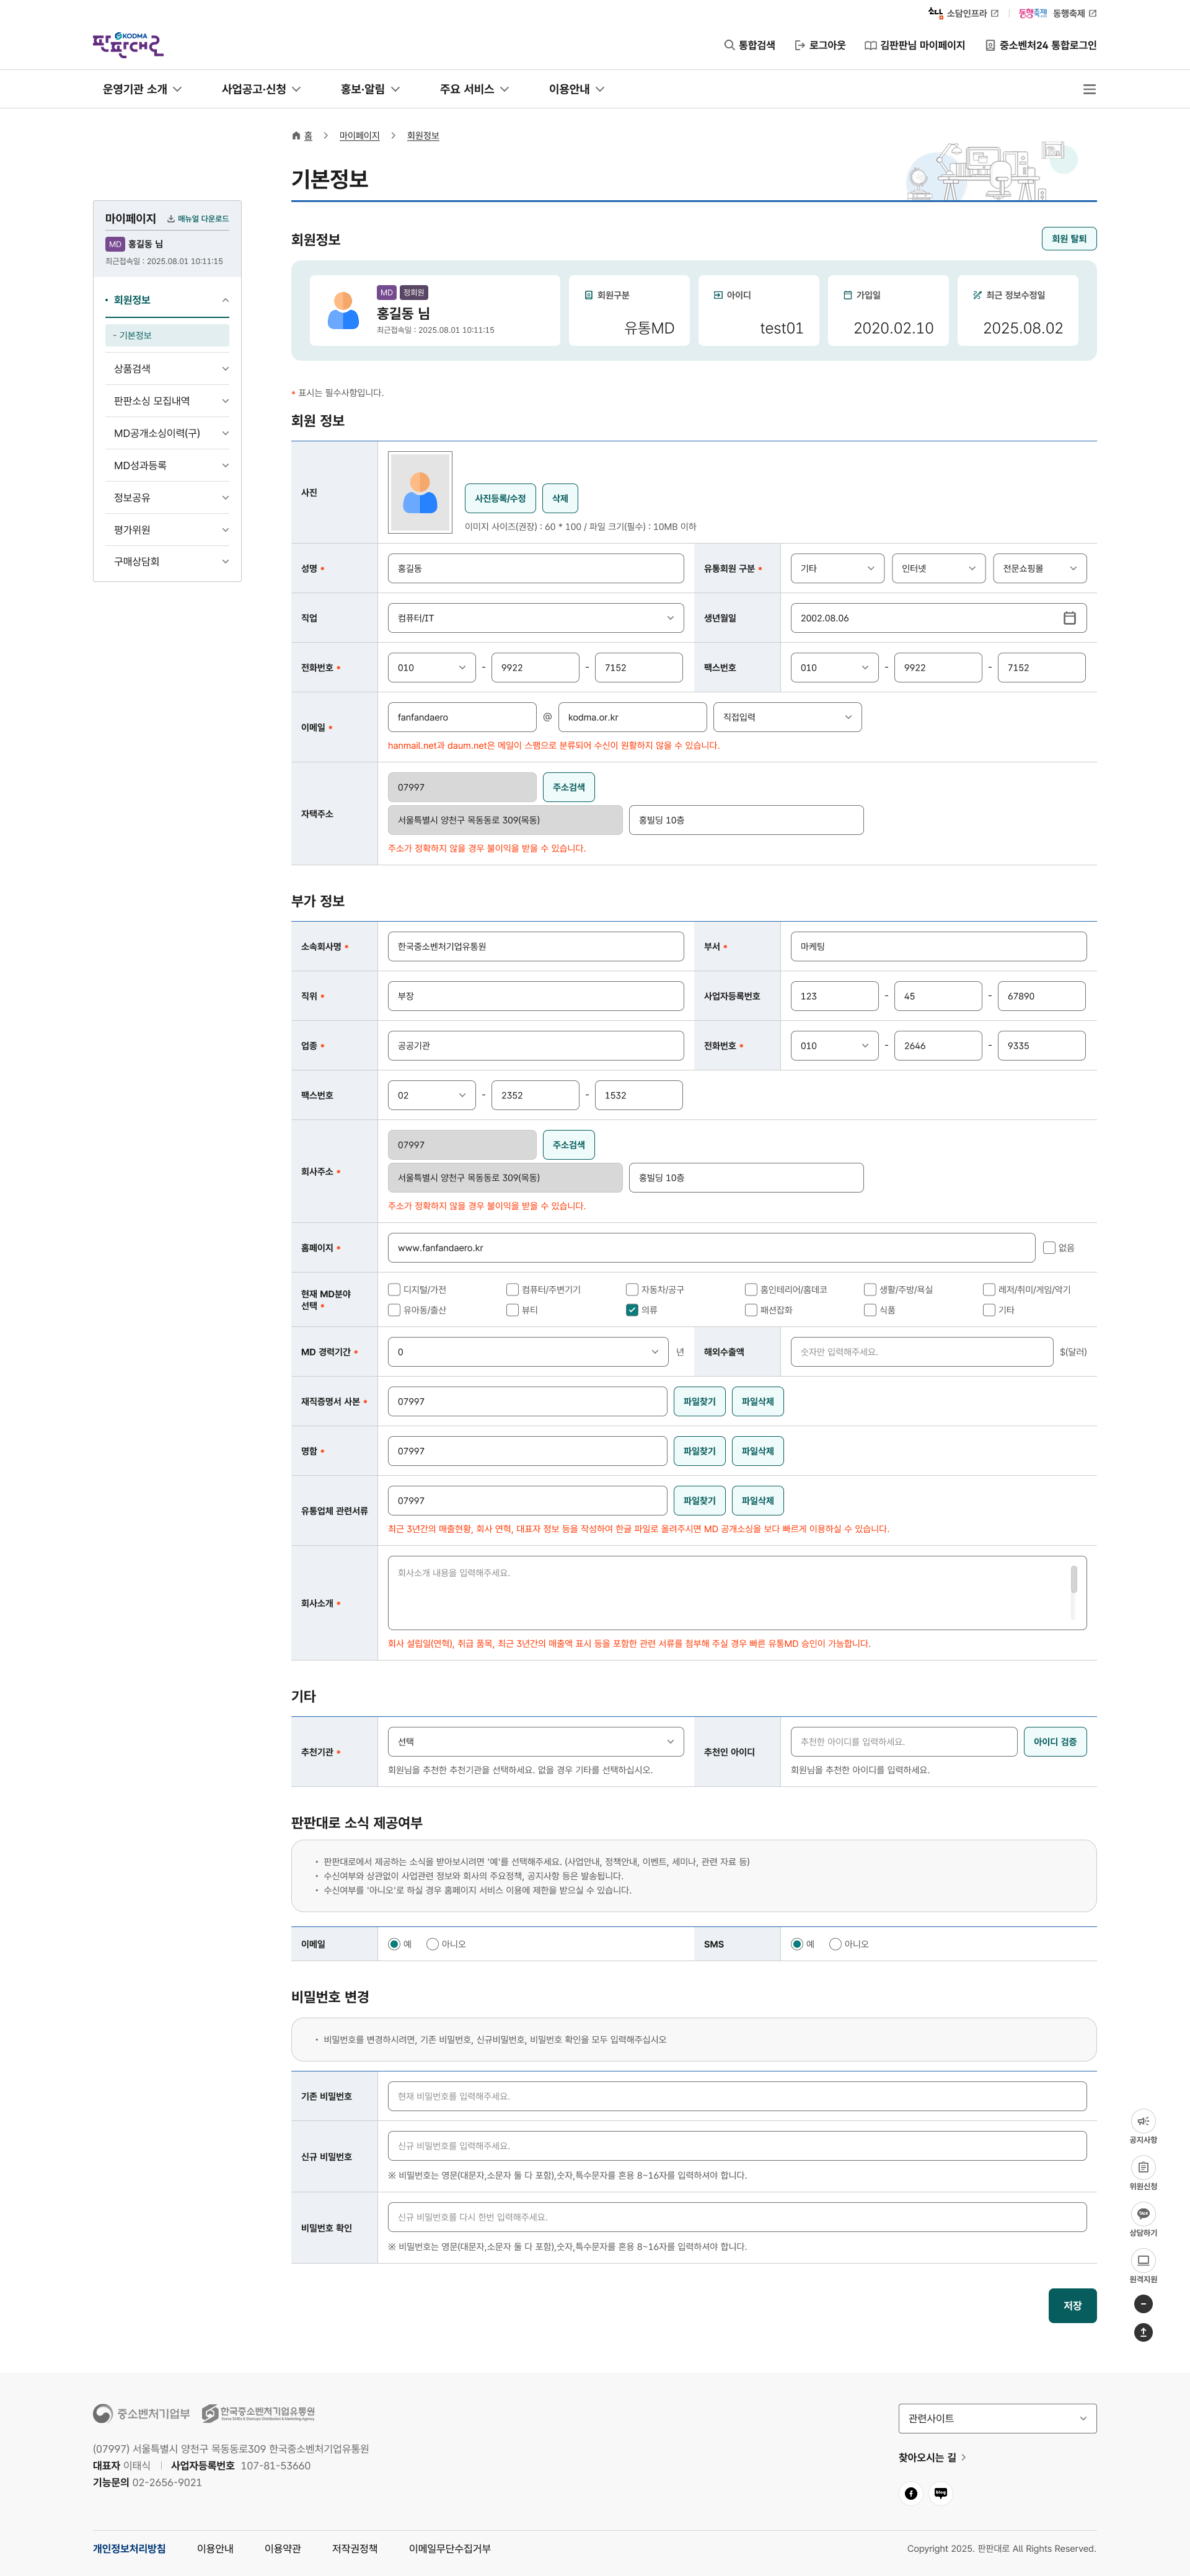 소담 소담인프라 동행축제 동행축제
KODMA
판판대로
통합검색 로그아웃 김판판님 마이페이지 중소벤처24 통합로그인
운영기관 소개 사업공고·신청 홍보·알림 주요 서비스 이용안내
홈 > 마이페이지 > 회원정보
기본정보
마이페이지 매뉴얼 다운로드
MD 홍길동 님
최근접속일 : 2025.08.01 10:11:15
회원정보
- 기본정보
상품검색
판판소싱 모집내역
MD공개소싱이력(구)
MD성과등록
정보공유
평가위원
구매상담회
회원정보
회원 탈퇴
MD 정회원
홍길동 님
최근접속일 : 2025.08.01 10:11:15
회원구분
유통MD
아이디
test01
가입일
2020.02.10
최근 정보수정일
2025.08.02
* 표시는 필수사항입니다.
회원 정보
사진
사진등록/수정 삭제
이미지 사이즈(권장) : 60 * 100 / 파일 크기(필수) : 10MB 이하
성명 * 홍길동 유통회원 구분 * 기타 인터넷 전문쇼핑몰
직업 컴퓨터/IT 생년월일 2002.08.06
전화번호 * 010 - 9922 - 7152 팩스번호 010 - 9922 - 7152
이메일 * fanfandaero @ kodma.or.kr 직접입력
hanmail.net과 daum.net은 메일이 스팸으로 분류되어 수신이 원활하지 않을 수 있습니다.
자택주소
07997 주소검색
서울특별시 양천구 목동동로 309(목동) 홍빌딩 10층
주소가 정확하지 않을 경우 불이익을 받을 수 있습니다.
부가 정보
소속회사명 * 한국중소벤처기업유통원 부서 * 마케팅
직위 * 부장 사업자등록번호 123 - 45 - 67890
업종 * 공공기관 전화번호 * 010 - 2646 - 9335
팩스번호 02 - 2352 - 1532
회사주소 *
07997 주소검색
서울특별시 양천구 목동동로 309(목동) 홍빌딩 10층
주소가 정확하지 않을 경우 불이익을 받을 수 있습니다.
홈페이지 * www.fanfandaero.kr 없음
현재 MD분야
선택 *
디지털/가전 컴퓨터/주변기기 자동차/공구 홈인테리어/홈데코 생활/주방/욕실 레저/취미/게임/악기
유아동/출산 뷰티 의류 패션잡화 식품 기타
MD 경력기간 * 0 년 해외수출액 숫자만 입력해주세요. $(달러)
재직증명서 사본 * 07997 파일찾기 파일삭제
명함 * 07997 파일찾기 파일삭제
유통업체 관련서류 07997 파일찾기 파일삭제
최근 3년간의 매출현황, 회사 연혁, 대표자 정보 등을 작성하여 한글 파일로 올려주시면 MD 공개소싱을 보다 빠르게 이용하실 수 있습니다.
회사소개 * 회사소개 내용을 입력해주세요.
회사 설립일(연혁), 취급 품목, 최근 3년간의 매출액 표시 등을 포함한 관련 서류를 첨부해 주실 경우 빠른 유통MD 승인이 가능합니다.
기타
추천기관 * 선택 추천인 아이디 추천한 아이디를 입력하세요. 아이디 검증
회원님을 추천한 추천기관을 선택하세요. 없을 경우 기타를 선택하십시오. 회원님을 추천한 아이디를 입력하세요.
판판대로 소식 제공여부
• 판판대로에서 제공하는 소식을 받아보시려면 '예'를 선택해주세요. (사업안내, 정책안내, 이벤트, 세미나, 관련 자료 등)
• 수신여부와 상관없이 사업관련 정보와 회사의 주요정책, 공지사항 등은 발송됩니다.
• 수신여부를 '아니오'로 하실 경우 홈페이지 서비스 이용에 제한을 받으실 수 있습니다.
이메일 예 아니오 SMS 예 아니오
비밀번호 변경
• 비밀번호를 변경하시려면, 기존 비밀번호, 신규비밀번호, 비밀번호 확인을 모두 입력해주십시오
기존 비밀번호 현재 비밀번호를 입력해주세요.
신규 비밀번호 신규 비밀번호를 입력해주세요.
※ 비밀번호는 영문(대문자,소문자 둘 다 포함),숫자,특수문자를 혼용 8~16자를 입력하셔야 합니다.
비밀번호 확인 신규 비밀번호를 다시 한번 입력해주세요.
※ 비밀번호는 영문(대문자,소문자 둘 다 포함),숫자,특수문자를 혼용 8~16자를 입력하셔야 합니다.
저장
공지사항
위원신청
TALK
상담하기
원격지원
중소벤처기업부 한국중소벤처기업유통원
관련사이트
(07997) 서울특별시 양천구 목동동로309 한국중소벤처기업유통원
대표자 이태식 | 사업자등록번호 107-81-53660
기능문의 02-2656-9021
찾아오시는 길
blog
개인정보처리방침 이용안내 이용약관 저작권정책 이메일무단수집거부
Copyright 2025. 판판대로 All Rights Reserved.